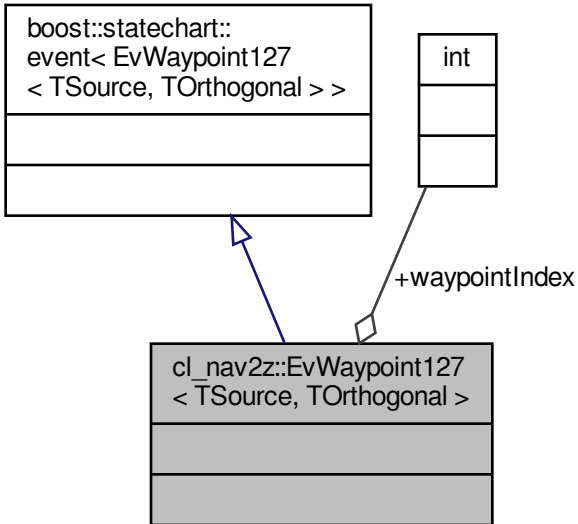 boost::statechart::
event< EvWaypoint127
< TSource, TOrthogonal > >
int
+waypointIndex
cl_nav2z::EvWaypoint127
< TSource, TOrthogonal >